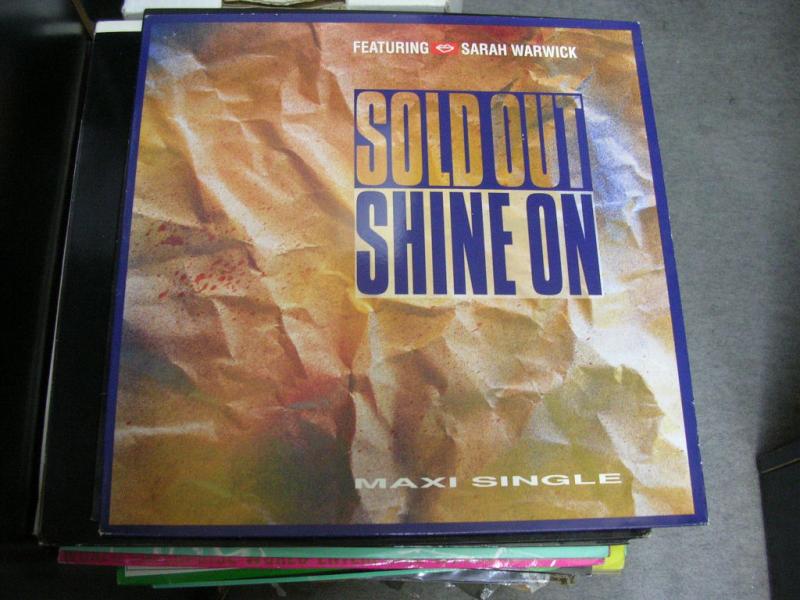 FEATURING SARAH WARWICK
SOLD OUT
SHINE ON
MAXI SINGLE